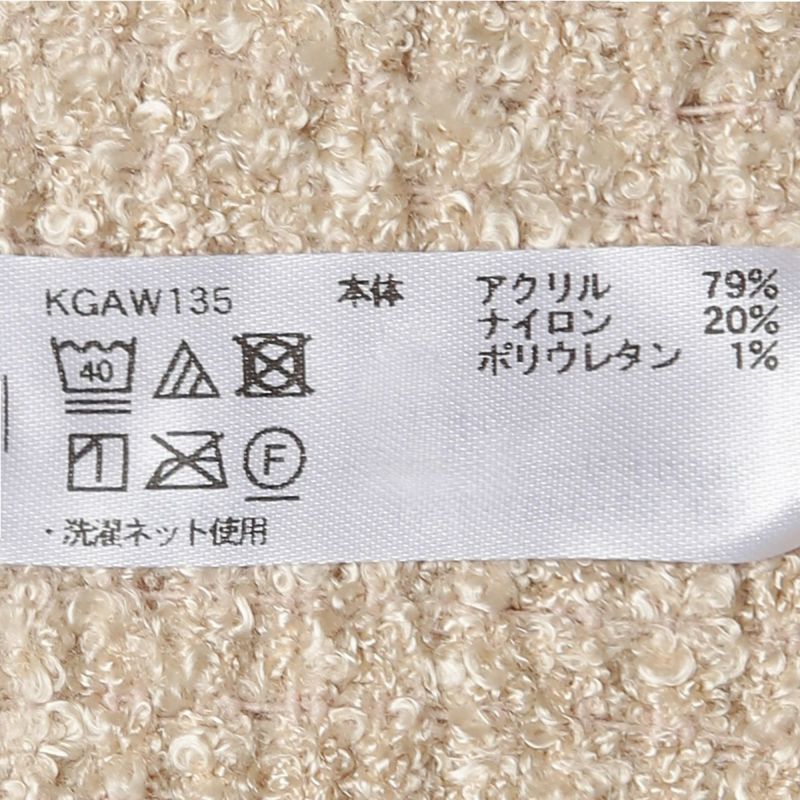 KGAW135
本体 アクリル 79%
ナイロン 20%
ポリウレタン 1%
40
F
・洗濯ネット使用